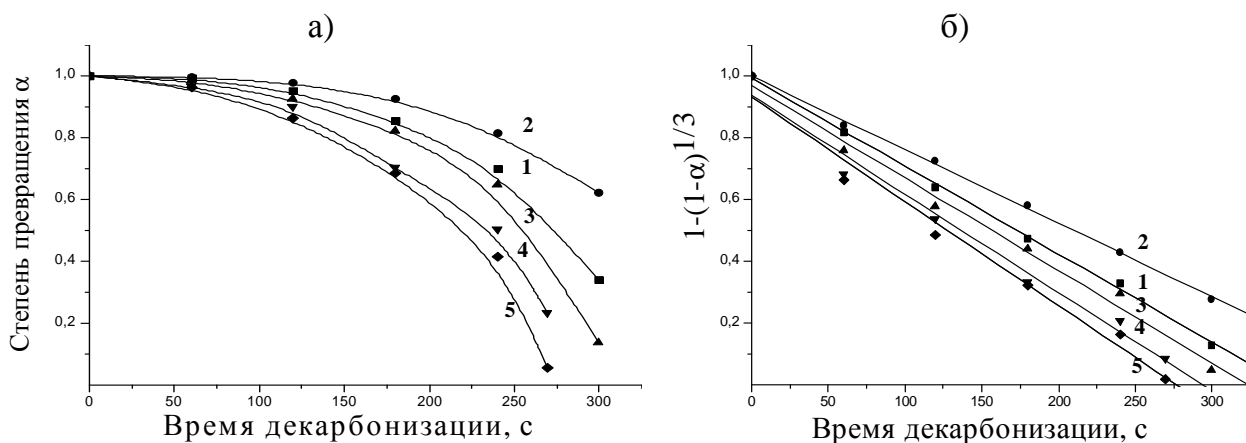 а)
Степень превращения α
1,0
0,8
0,6
0,4
0,2
2
1
3
4
5
0 50 100 150 200 250 300
Время декарбонизации, с
б)
1-(1-α)1/3
1,0
0,8
0,6
0,4
0,2
2
1
3
4
5
0 50 100 150 200 250 300
Время декарбонизации, с